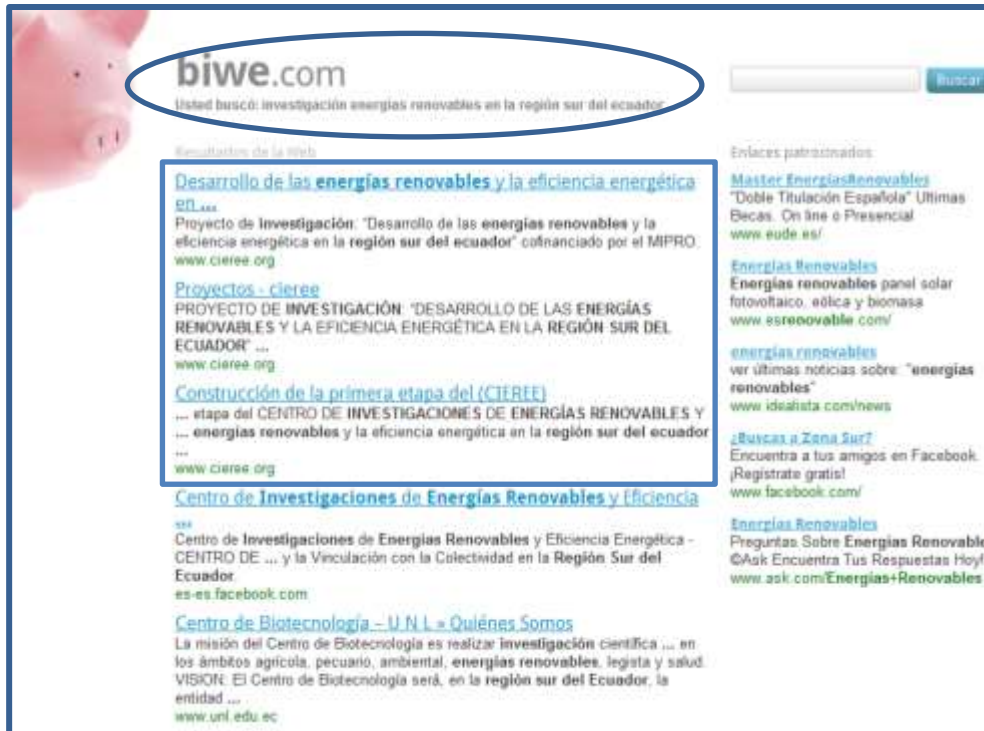 biwe.com
Usted buscó: investigación energias renovables en la región sur del ecuador
Buscar
Resultados de la Web
Desarrollo de las energías renovables y la eficiencia energética
en ...
Proyecto de Investigación: "Desarrollo de las energias renovables y la
eficiencia energética en la región sur del ecuador" cofinanciado por el MIPRO.
www.cieree.org
Proyectos - cieree
PROYECTO DE INVESTIGACIÓN: "DESARROLLO DE LAS ENERGÍAS
RENOVABLES Y LA EFICIENCIA ENERGÉTICA EN LA REGIÓN SUR DEL
ECUADOR" ...
www.cieree.org
Construcción de la primera etapa del (CIEREE)
... etapa del CENTRO DE INVESTIGACIONES DE ENERGÍAS RENOVABLES Y
... energías renovables y la eficiencia energética en la región sur del ecuador
...
www.cieree.org
Centro de Investigaciones de Energías Renovables y Eficiencia
...
Centro de Investigaciones de Energias Renovables y Eficiencia Energética -
CENTRO DE ... y la Vinculación con la Colectividad en la Región Sur del
Ecuador.
es-es.facebook.com
Centro de Biotecnología – U N L » Quiénes Somos
La misión del Centro de Biotecnología es realizar investigación científica ... en
los ámbitos agrícola, pecuario, ambiental, energías renovables, legista y salud.
VISION: El Centro de Biotecnología será, en la región sur del Ecuador, la
entidad ...
www.unl.edu.ec
Enlaces patrocinados
Master EnergiasRenovables
"Doble Titulación Española" Ultimas
Becas. On line o Presencial
www.eude.es/
Energias Renovables
Energias renovables panel solar
fotovoltaico, eólica y biomasa
www.esrenovable.com/
energías renovables
ver últimas noticias sobre: "energías
renovables"
www.idealista.com/news
¿Buscas a Zona Sur?
Encuentra a tus amigos en Facebook.
¡Regístrate gratis!
www.facebook.com/
Energias Renovables
Preguntas Sobre Energias Renovable
©Ask Encuentra Tus Respuestas Hoy!
www.ask.com/Energias+Renovables